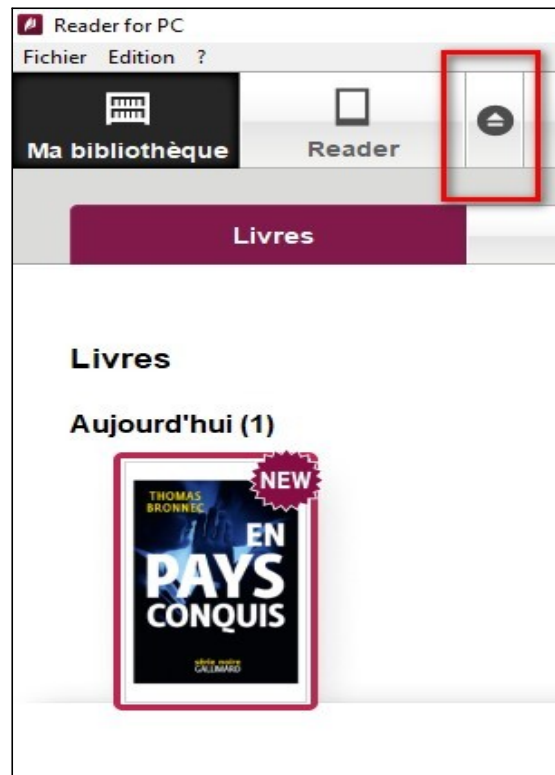 Reader for PC
Fichier Edition ?
Ma bibliothèque
Reader
Livres
Livres
Aujourd'hui (1)
NEW
THOMAS
BRONNEC
EN
PAYS
CONQUIS
série noire
GALLIMARD